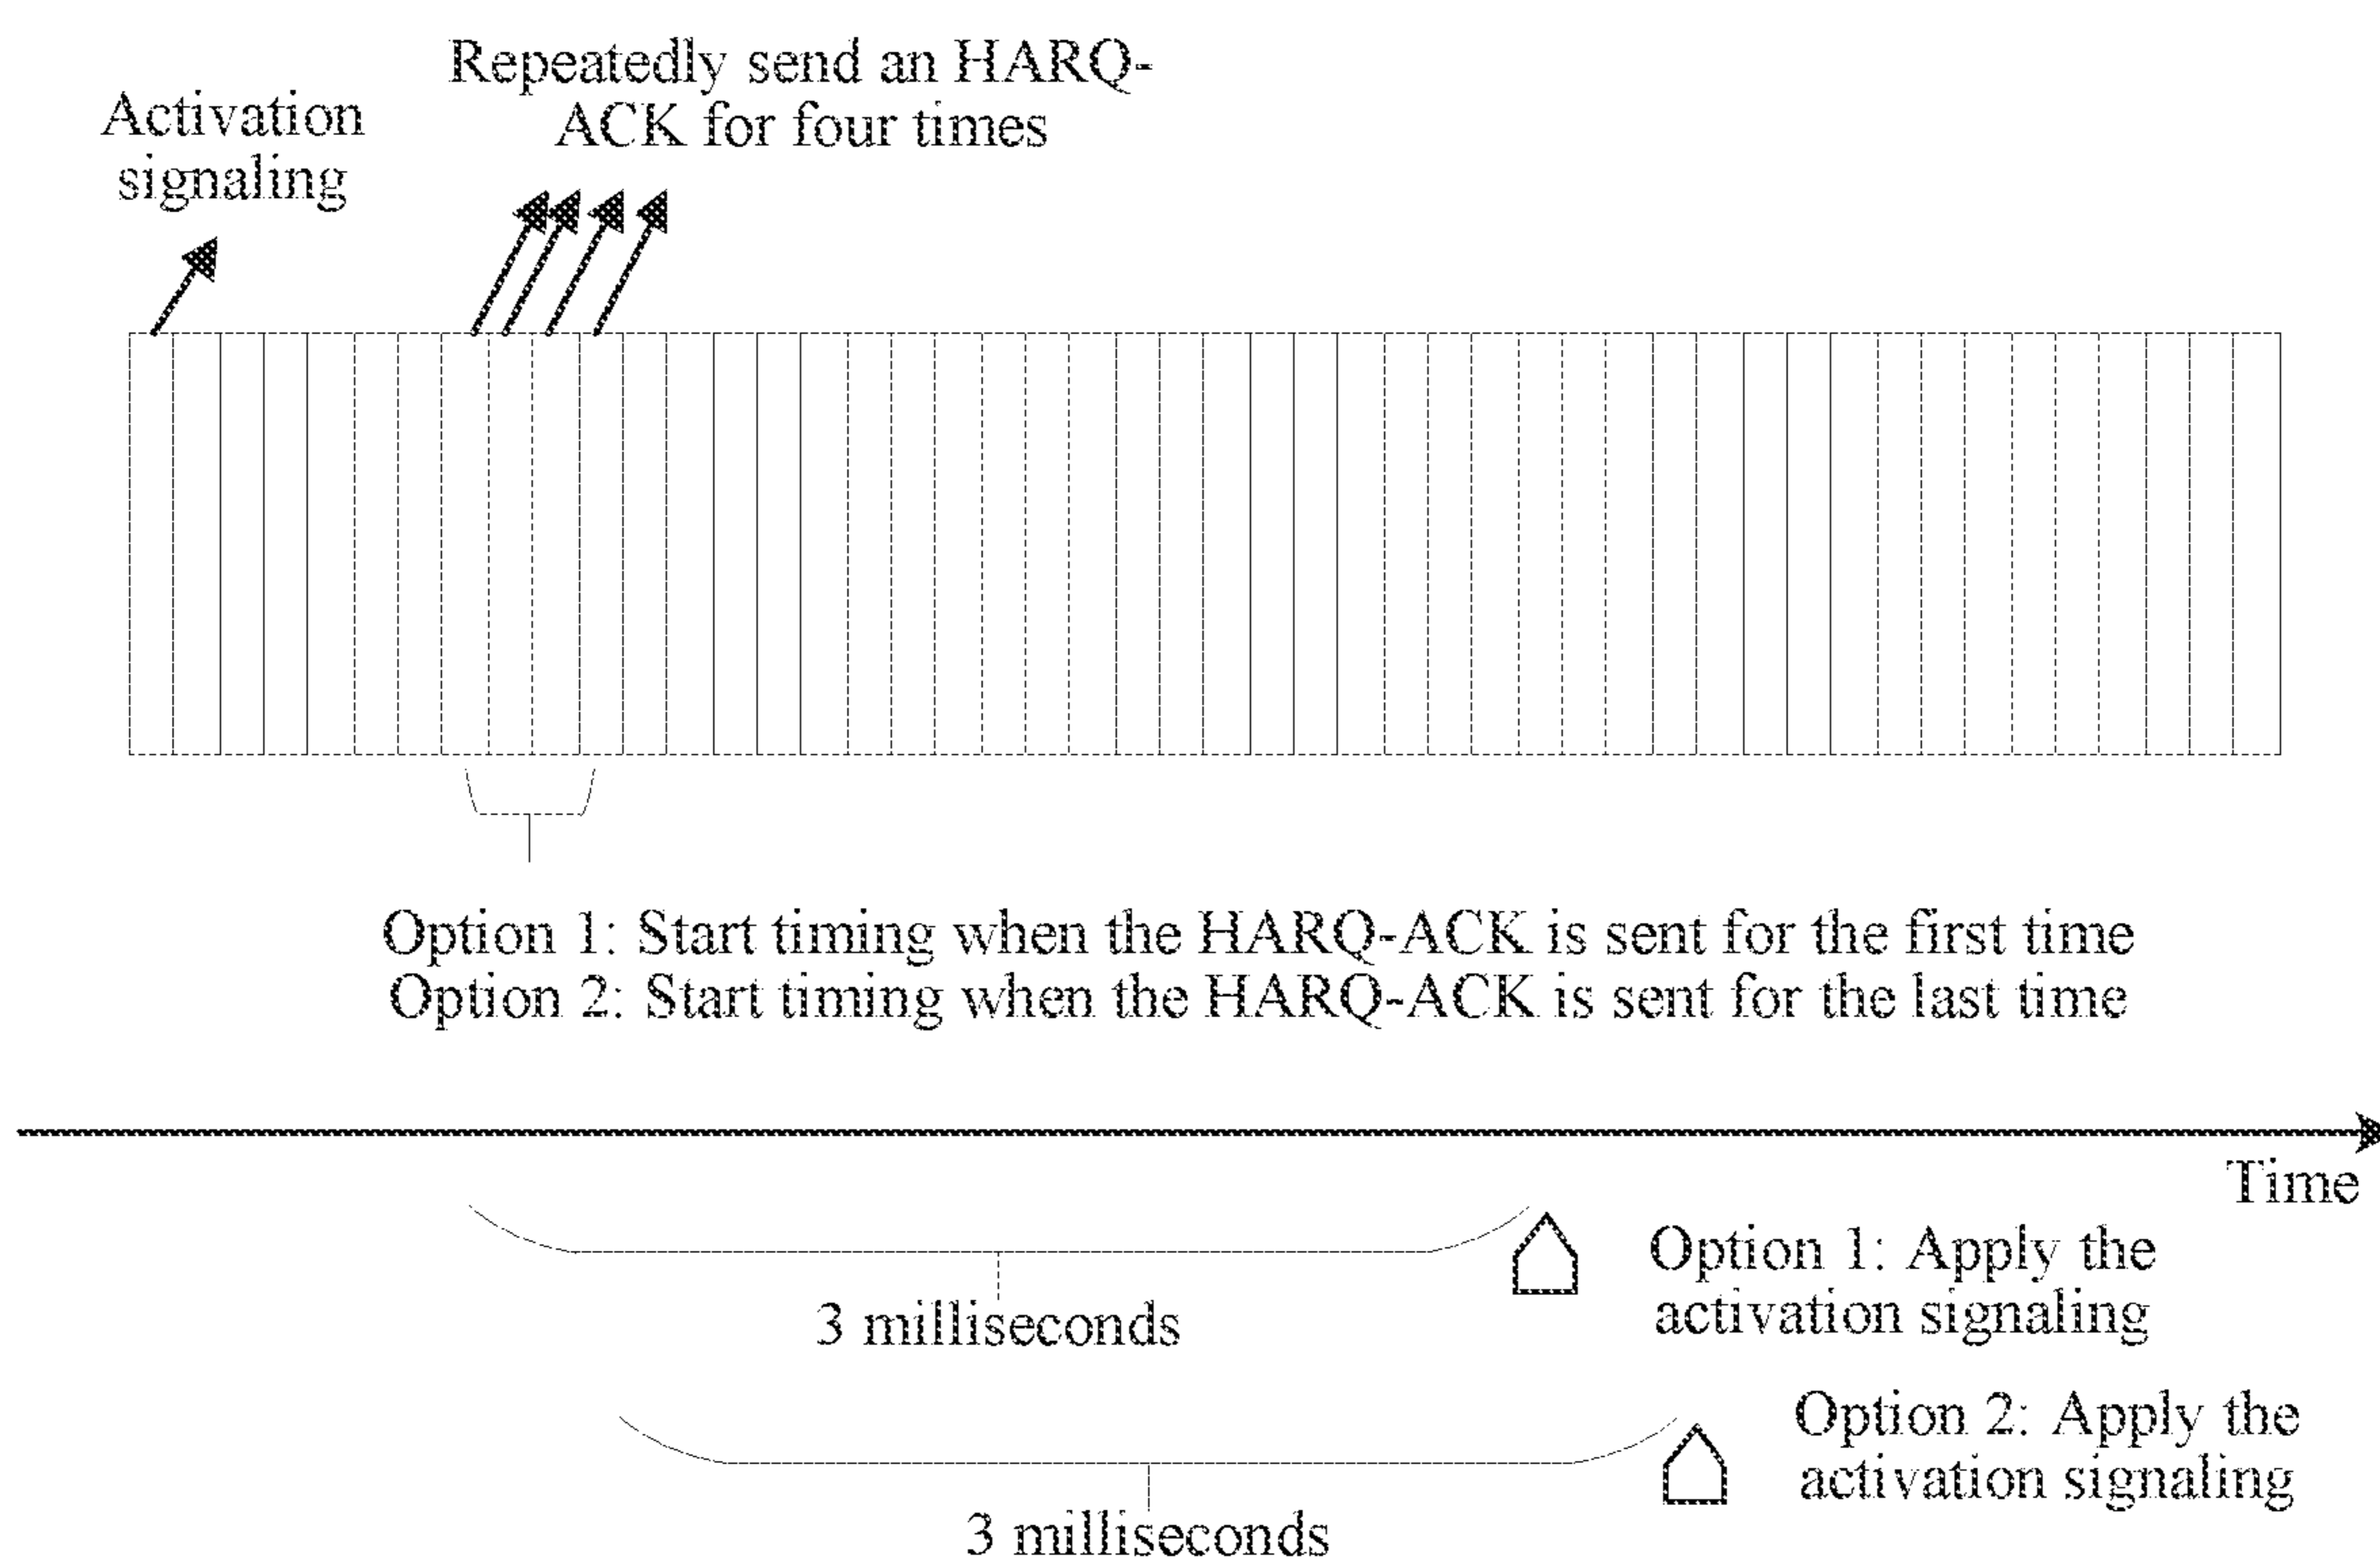 Repeatedly send an HARQ-
ACK for four times
Activation
signaling
Option 1: Start timing when the HARQ-ACK is sent for the first time
Option 2: Start timing when the HARQ-ACK is sent for the last time
Time
Option 1: Apply the
activation signaling
3 milliseconds
Option 2: Apply the
activation signaling
3 milliseconds